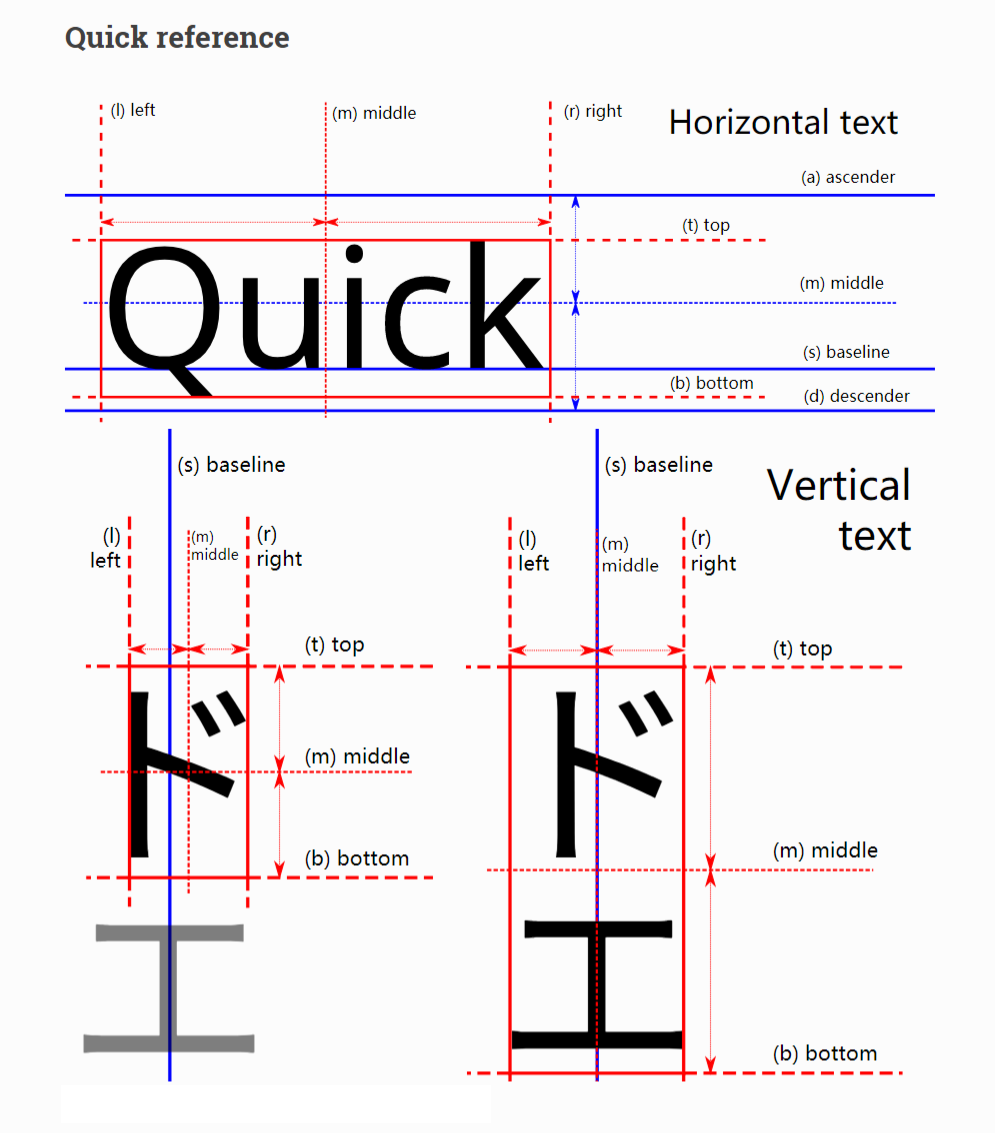 Quick reference
(l) left
(m) middle
(r) right
Horizontal text
(a) ascender
(t) top
Quick
(m) middle
(s) baseline
(b) bottom
(d) descender
(s) baseline
(l)
left
(m)
middle
(r)
right
(t) top
ド
(m) middle
(b) bottom
エ
(s) baseline
Vertical
text
(l)
left
(m)
middle
(r)
right
(t) top
ド
(m) middle
エ
(b) bottom